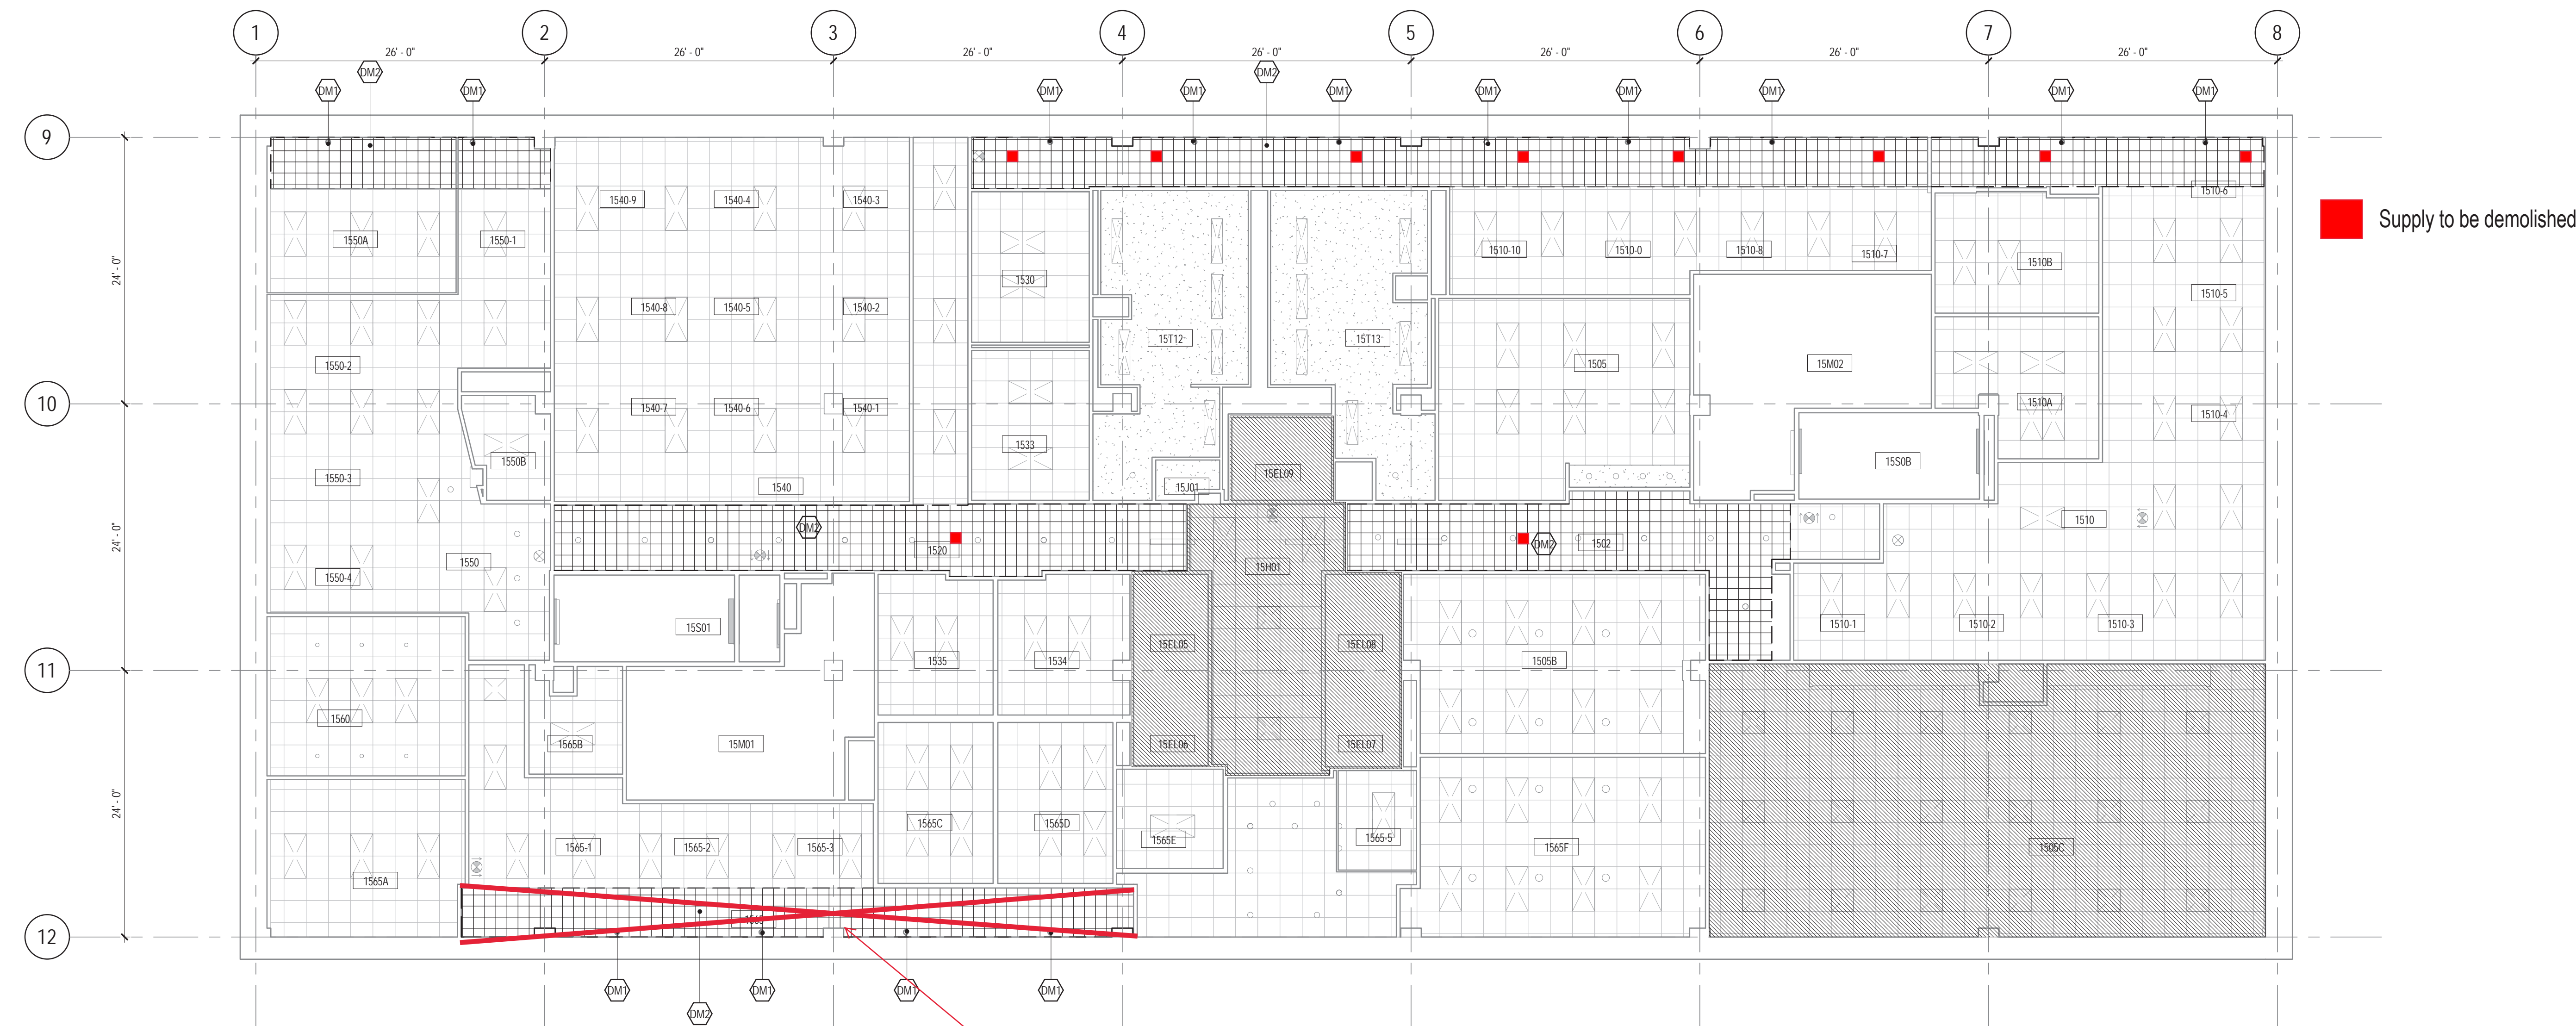 1 2 3 4 5 6 7 8
26' - 0" 26' - 0" 26' - 0" 26' - 0" 26' - 0" 26' - 0" 26' - 0"
DM2 DM2
DM1 DM1 DM1 DM1 DM1 DM1 DM1 DM1 DM1 DM1
9
1510-6
1540-9 1540-4 1540-3
Supply to be demolished
1550A 1550-1 1510-10 1510-0 1510-8 1510-7
24' - 0"
1510B
1530
1510-5
1540-8 1540-5 1540-2
15T12 15T13
1550-2 1505 15M02
10
1540-7 1540-6 1540-1 1510A 1510-4
1533
1550B 15EL09 15S0B
1550-3
1540 15J01
24' - 0"
DM2 1510
1520 DM2 1502
1550 15H01
1550-4
15S01 1510-1 1510-2 1510-3
15EL05 15EL08
11
1535 1534 1505B
1560
1565B 15M01 15EL06 15EL07
24' - 0"
1565C 1565D
1565-1 1565-2 1565-3 1565E 1565-5 1565F 1505C
1565A
12
DM1 DM1 DM1 DM1
DM2